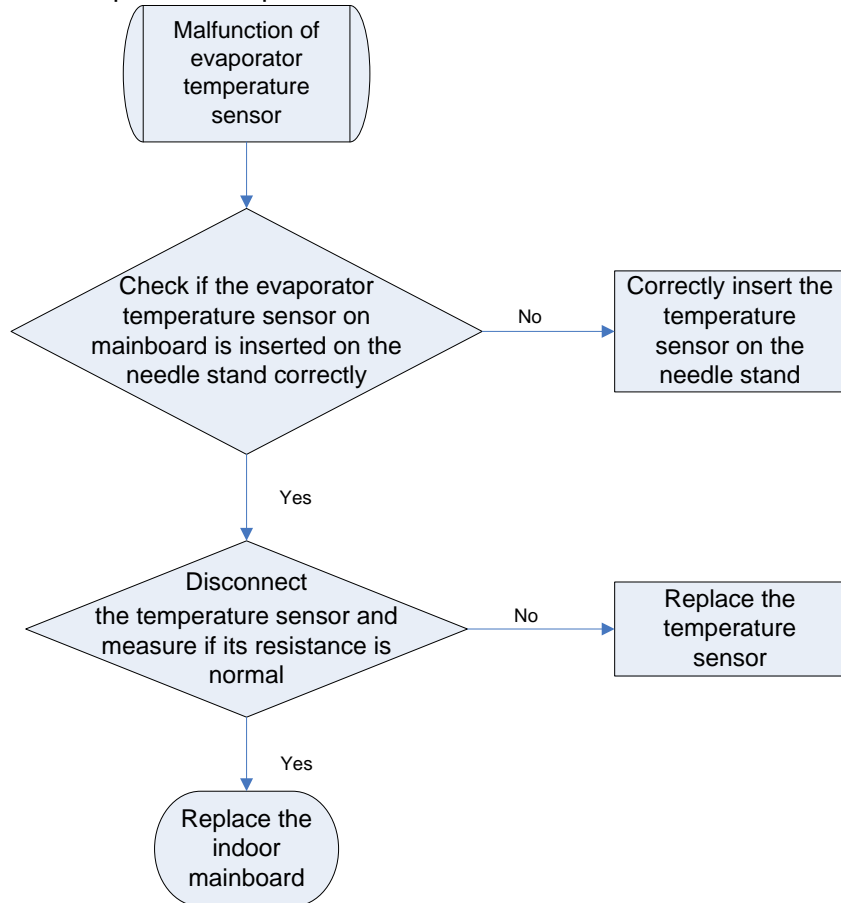 Malfunction of
evaporator
temperature
sensor
Check if the evaporator
temperature sensor on
mainboard is inserted on the
needle stand correctly
No
Correctly insert the
temperature
sensor on the
needle stand
Yes
Disconnect
the temperature sensor and
measure if its resistance is
normal
No
Replace the
temperature
sensor
Yes
Replace the
indoor
mainboard